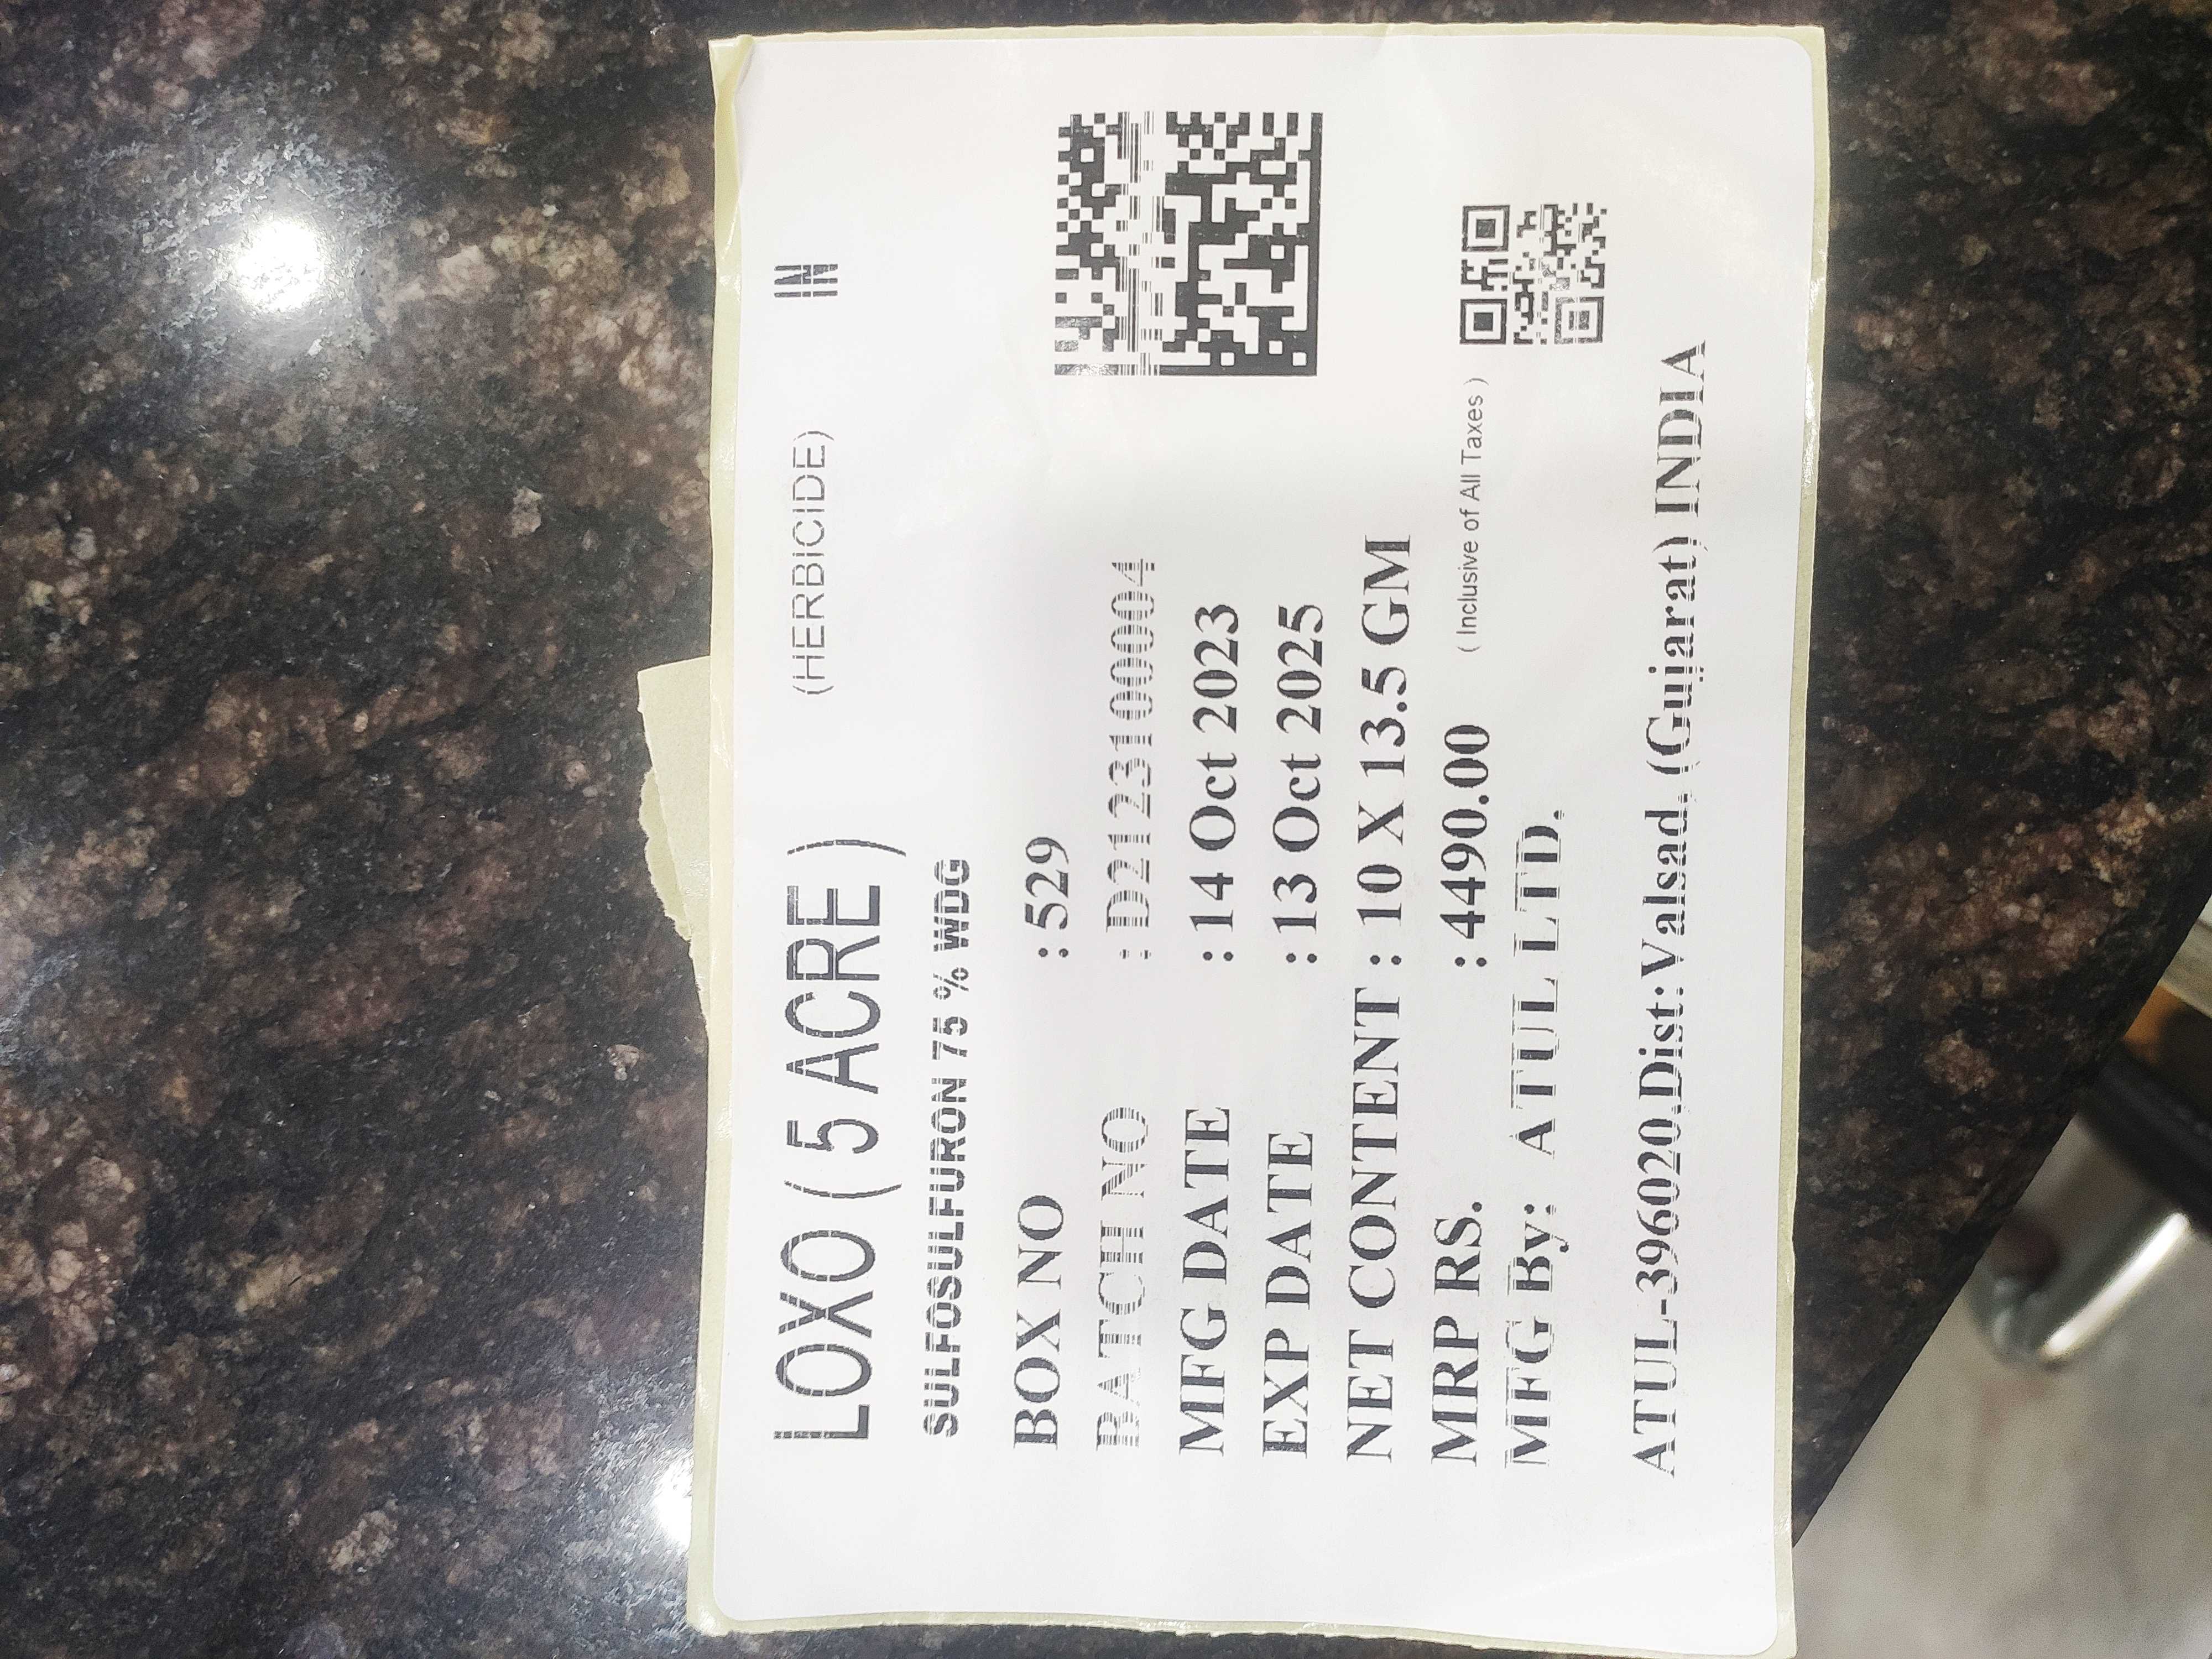 LOXO ( 5 ACRE ) (HERBICIDE) IN
SULFOSULFURON 75 % WDG
BOX NO : 529
BATCH NO : D212310004
MFG DATE : 14 Oct 2023
EXP DATE : 13 Oct 2025
NET CONTENT : 10 X 13.5 GM
MRP RS. : 4490.00 ( Inclusive of All Taxes )
MFG By: ATUL LTD.
ATUL-396020,Dist:Valsad, (Gujarat) INDIA